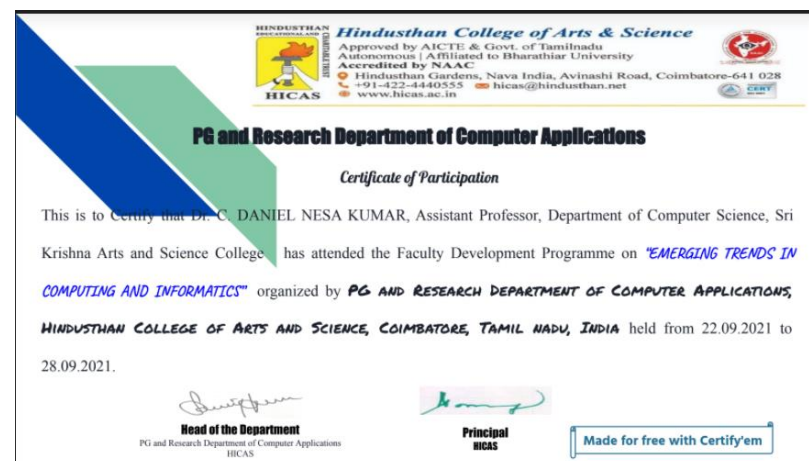 HINDUSTHAN
EDUCATIONAL AND
CHARITABLE TRUST
HICAS
Hindusthan College of Arts & Science
Approved by AICTE & Govt. of Tamilnadu
Autonomous | Affiliated to Bharathiar University
Accredited by NAAC
Hindusthan Gardens, Nava India, Avinashi Road, Coimbatore-641 028
+91-422-4440555 hicas@hindusthan.net
www.hicas.ac.in
CERT
PG and Research Department of Computer Applications
Certificate of Participation
This is to Certify that Dr. C. DANIEL NESA KUMAR, Assistant Professor, Department of Computer Science, Sri
Krishna Arts and Science College has attended the Faculty Development Programme on "EMERGING TRENDS IN
COMPUTING AND INFORMATICS" organized by PG AND RESEARCH DEPARTMENT OF COMPUTER APPLICATIONS,
HINDUSTHAN COLLEGE OF ARTS AND SCIENCE, COIMBATORE, TAMIL NADU, INDIA held from 22.09.2021 to
28.09.2021.
Head of the Department
PG and Research Department of Computer Applications
HICAS
Principal
HICAS
Made for free with Certify'em